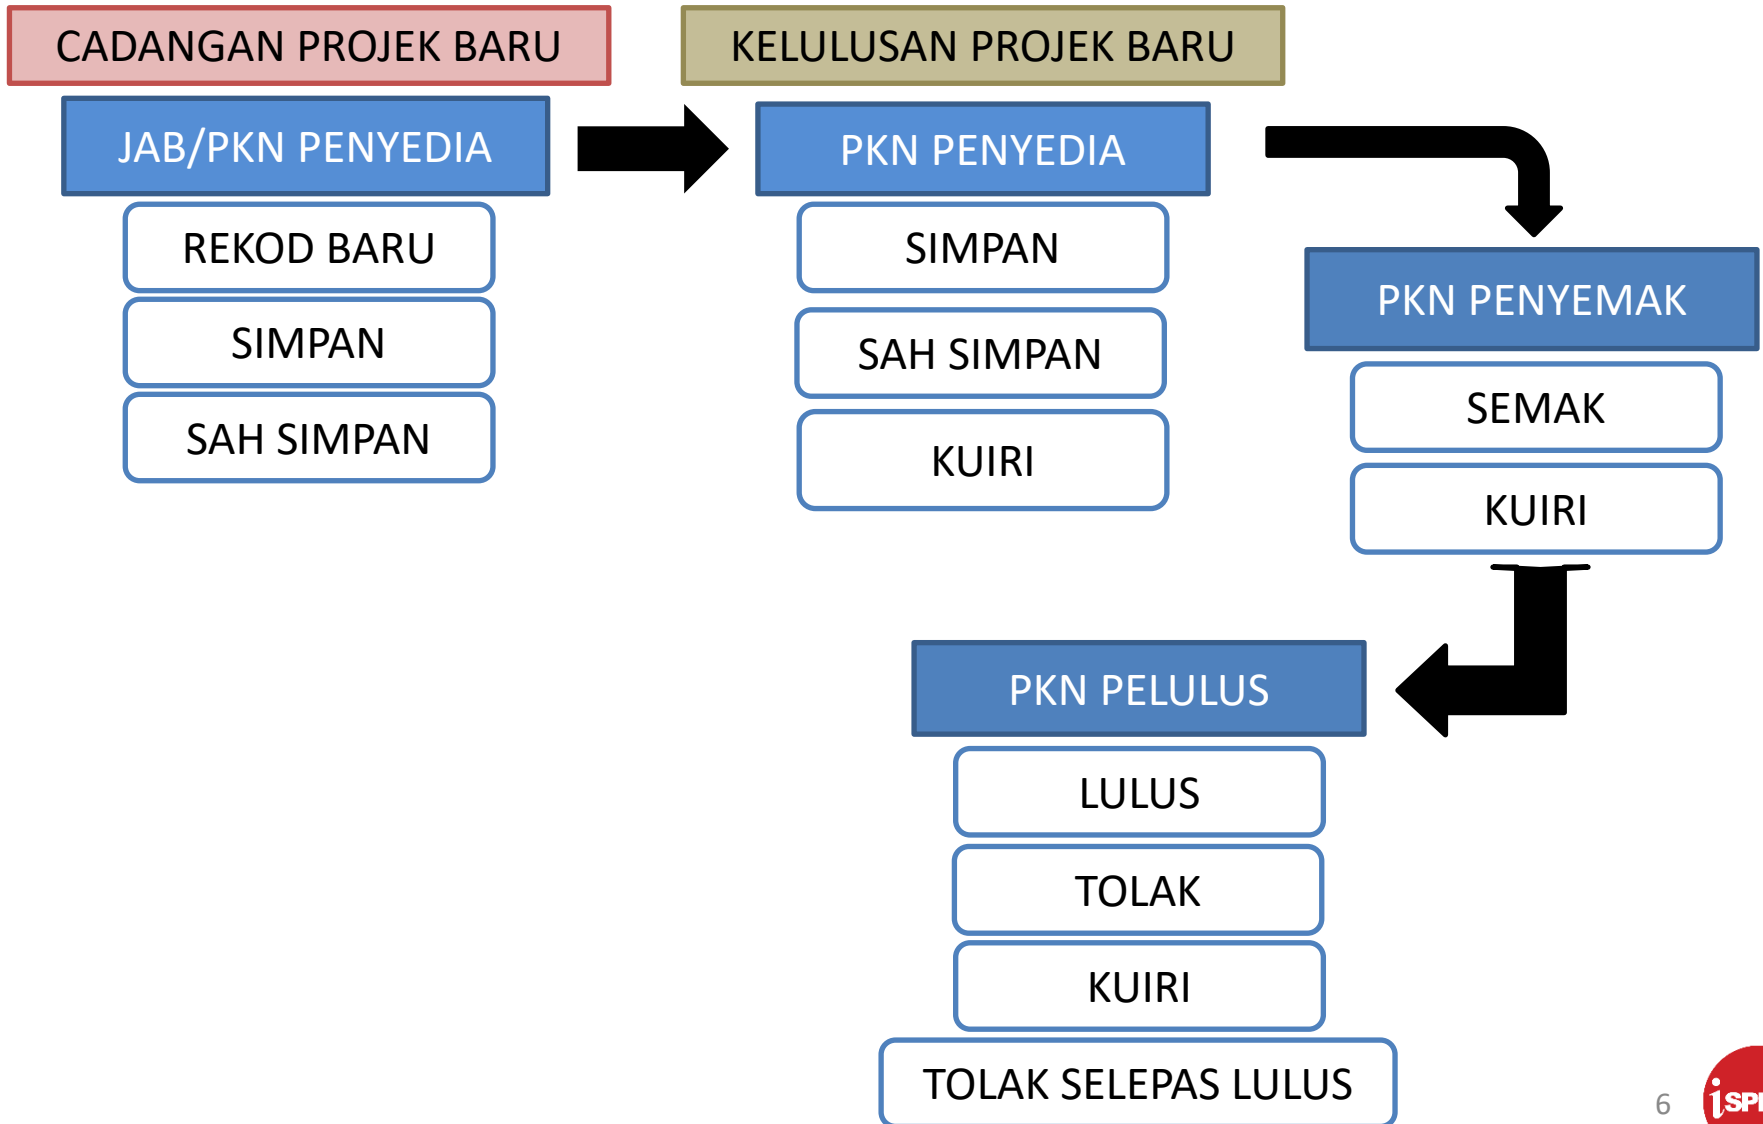 CADANGAN PROJEK BARU
KELULUSAN PROJEK BARU
JAB/PKN PENYEDIA
REKOD BARU
SIMPAN
SAH SIMPAN
PKN PENYEDIA
SIMPAN
SAH SIMPAN
KUIRI
PKN PENYEMAK
SEMAK
KUIRI
PKN PELULUS
LULUS
TOLAK
KUIRI
TOLAK SELEPAS LULUS
6